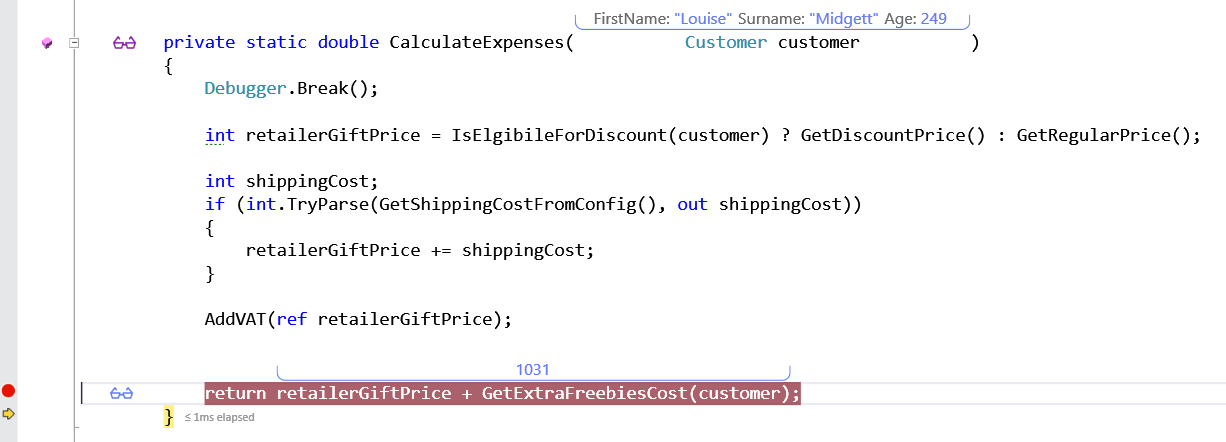 FirstName: "Louise" Surname: "Midgett" Age: 249
private static double CalculateExpenses( Customer customer )
{
Debugger.Break();
int retailerGiftPrice = IsElgibileForDiscount(customer) ? GetDiscountPrice() : GetRegularPrice();
int shippingCost;
if (int.TryParse(GetShippingCostFromConfig(), out shippingCost))
{
retailerGiftPrice += shippingCost;
}
AddVAT(ref retailerGiftPrice);
1031
return retailerGiftPrice + GetExtraFreebiesCost(customer);
} ≤ 1ms elapsed